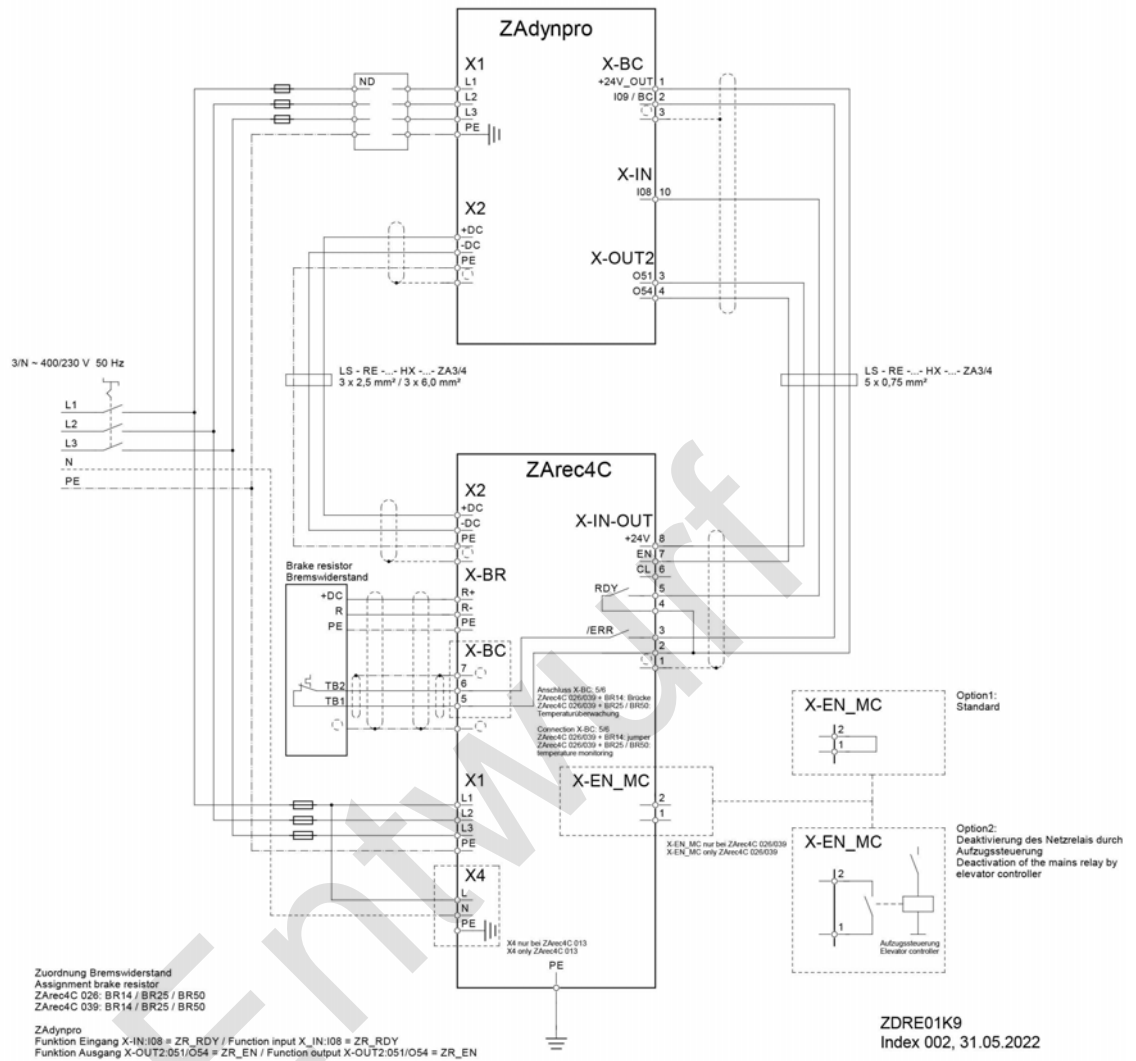 ZAdynpro
X1
L1
L2
L3
PE
ND
X-BC
+24V_OUT 1
I09 / BC 2
3
X-IN
I08 10
X2
+DC
-DC
PE
X-OUT2
O51 3
O54 4
3/N ~ 400/230 V 50 Hz
L1
L2
L3
N
PE
LS - RE -...- HX -...- ZA3/4
3 x 2,5 mm² / 3 x 6,0 mm²
LS - RE -...- HX -...- ZA3/4
5 x 0,75 mm²
ZArec4C
X2
+DC
-DC
PE
X-IN-OUT
+24V 8
EN 7
CL 6
RDY 5
4
/ERR 3
2
1
Brake resistor
Bremswiderstand
+DC
R
PE
TB2
TB1
X-BR
R+
R-
PE
X-BC
7
6
5
Anschluss X-BC: 5/6
ZArec4C 026/039 + BR14: Brücke
ZArec4C 026/039 + BR25 / BR50:
Temperaturüberwachung
Connection X-BC: 5/6
ZArec4C 026/039 + BR14: jumper
ZArec4C 026/039 + BR25 / BR50:
temperature monitoring
X1
L1
L2
L3
PE
X-EN_MC
2
1
X-EN_MC nur bei ZArec4C 026/039
X-EN_MC only ZArec4C 026/039
X4
L
N
PE
X4 nur bei ZArec4C 013
X4 only ZArec4C 013
PE
X-EN_MC
2
1
Option1:
Standard
X-EN_MC
2
1
Aufzugssteuerung
Elevator controller
Option2:
Deaktivierung des Netzrelais durch
Aufzugssteuerung
Deactivation of the mains relay by
elevator controller
Zuordnung Bremswiderstand
Assignment brake resistor
ZArec4C 026: BR14 / BR25 / BR50
ZArec4C 039: BR14 / BR25 / BR50
ZAdynpro
Funktion Eingang X-IN:I08 = ZR_RDY / Function input X_IN:I08 = ZR_RDY
Funktion Ausgang X-OUT2:051/O54 = ZR_EN / Function output X-OUT2:051/O54 = ZR_EN
ZDRE01K9
Index 002, 31.05.2022
Entwurf